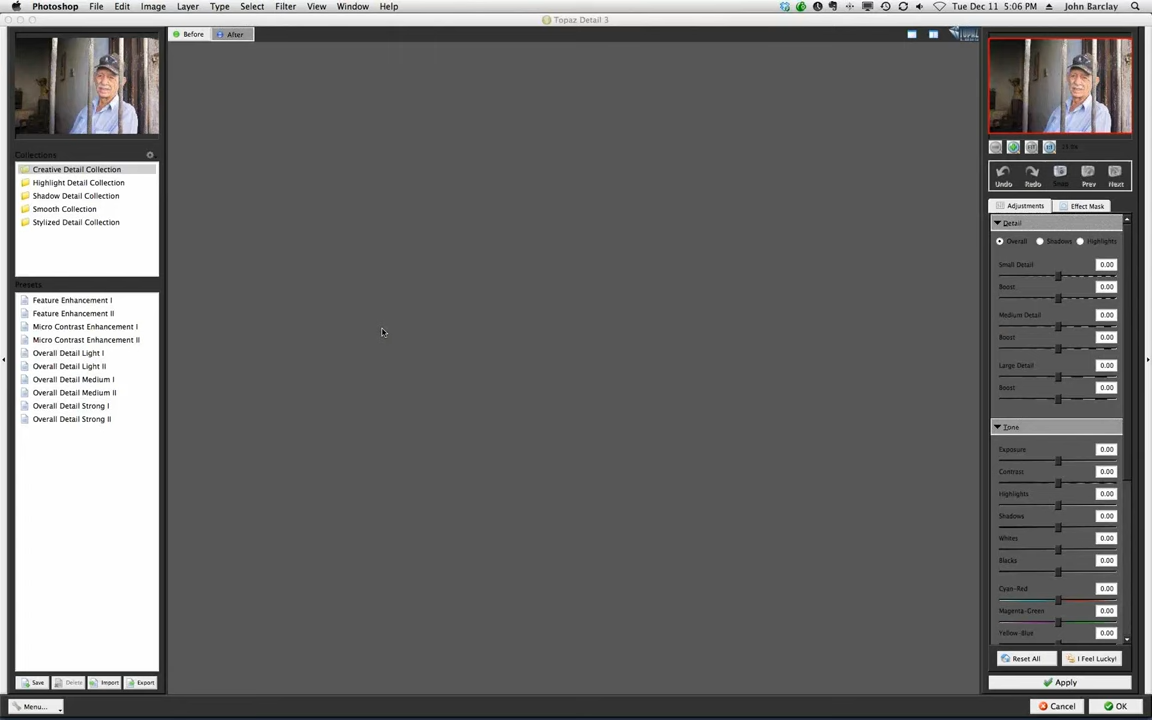 Photoshop File Edit Image Layer Type Select Filter View Window Help Tue Dec 11 5:06 PM John Barclay
Topaz Detail 3
Before After
TOPAZ
Collections
Creative Detail Collection
Highlight Detail Collection
Shadow Detail Collection
Smooth Collection
Stylized Detail Collection
Presets
Feature Enhancement I
Feature Enhancement II
Micro Contrast Enhancement I
Micro Contrast Enhancement II
Overall Detail Light I
Overall Detail Light II
Overall Detail Medium I
Overall Detail Medium II
Overall Detail Strong I
Overall Detail Strong II
Save Delete Import Export
Menu...
Undo Redo Snap Prev Next
Adjustments Effect Mask
Detail
Overall Shadows Highlights
Small Detail 0.00
Boost 0.00
Medium Detail 0.00
Boost 0.00
Large Detail 0.00
Boost 0.00
Tone
Exposure 0.00
Contrast 0.00
Highlights 0.00
Shadows 0.00
Whites 0.00
Blacks 0.00
Cyan-Red 0.00
Magenta-Green 0.00
Yellow-Blue 0.00
Reset All I Feel Lucky!
Apply
Cancel OK